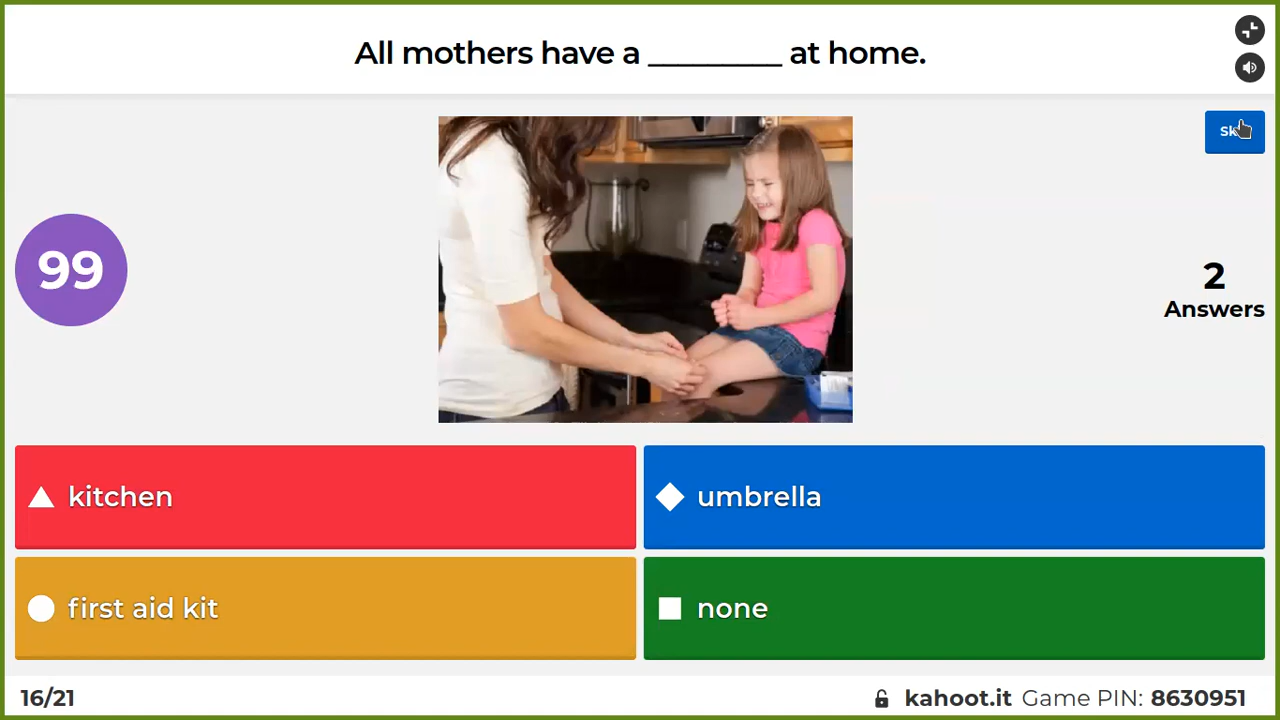 All mothers have a _________ at home.
99
2
Answers
kitchen
umbrella
first aid kit
none
16/21
kahoot.it Game PIN: 8630951